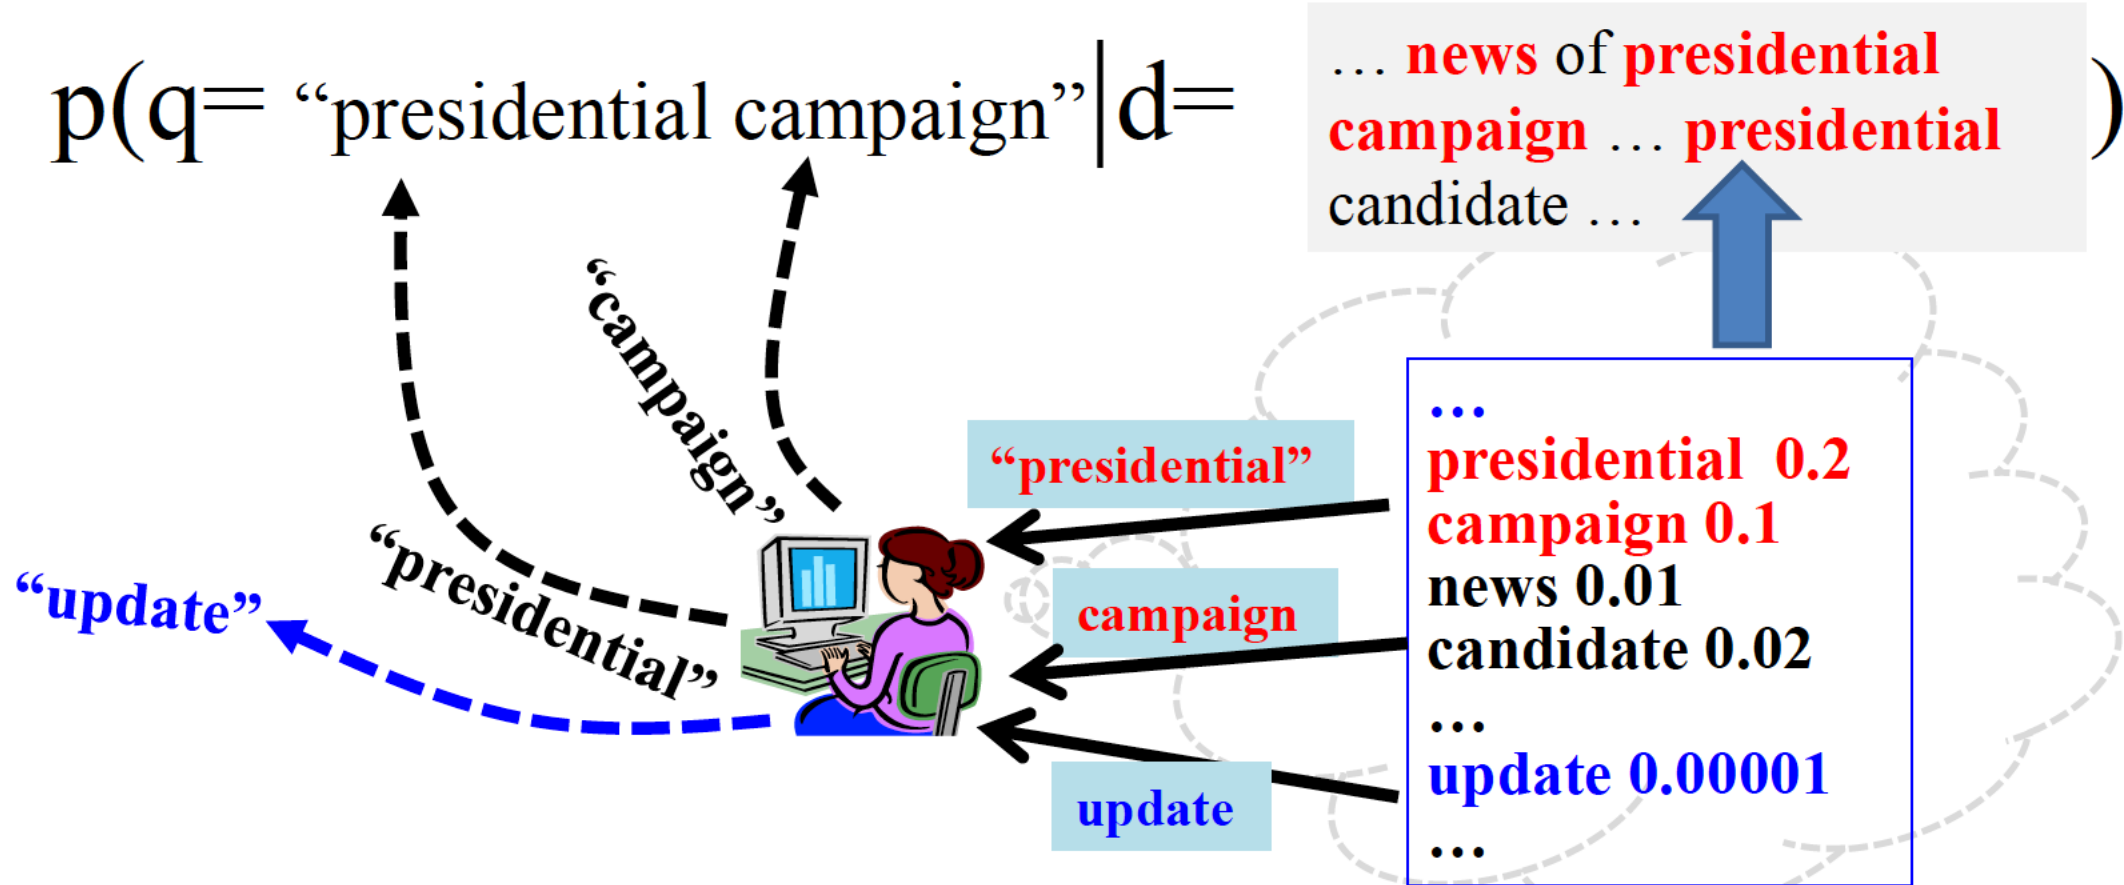 p(q= “presidential campaign”|d= )
… news of presidential
campaign … presidential
candidate …
“campaign”
“presidential”
“update”
“presidential”
campaign
update
…
presidential 0.2
campaign 0.1
news 0.01
candidate 0.02
…
update 0.00001
…